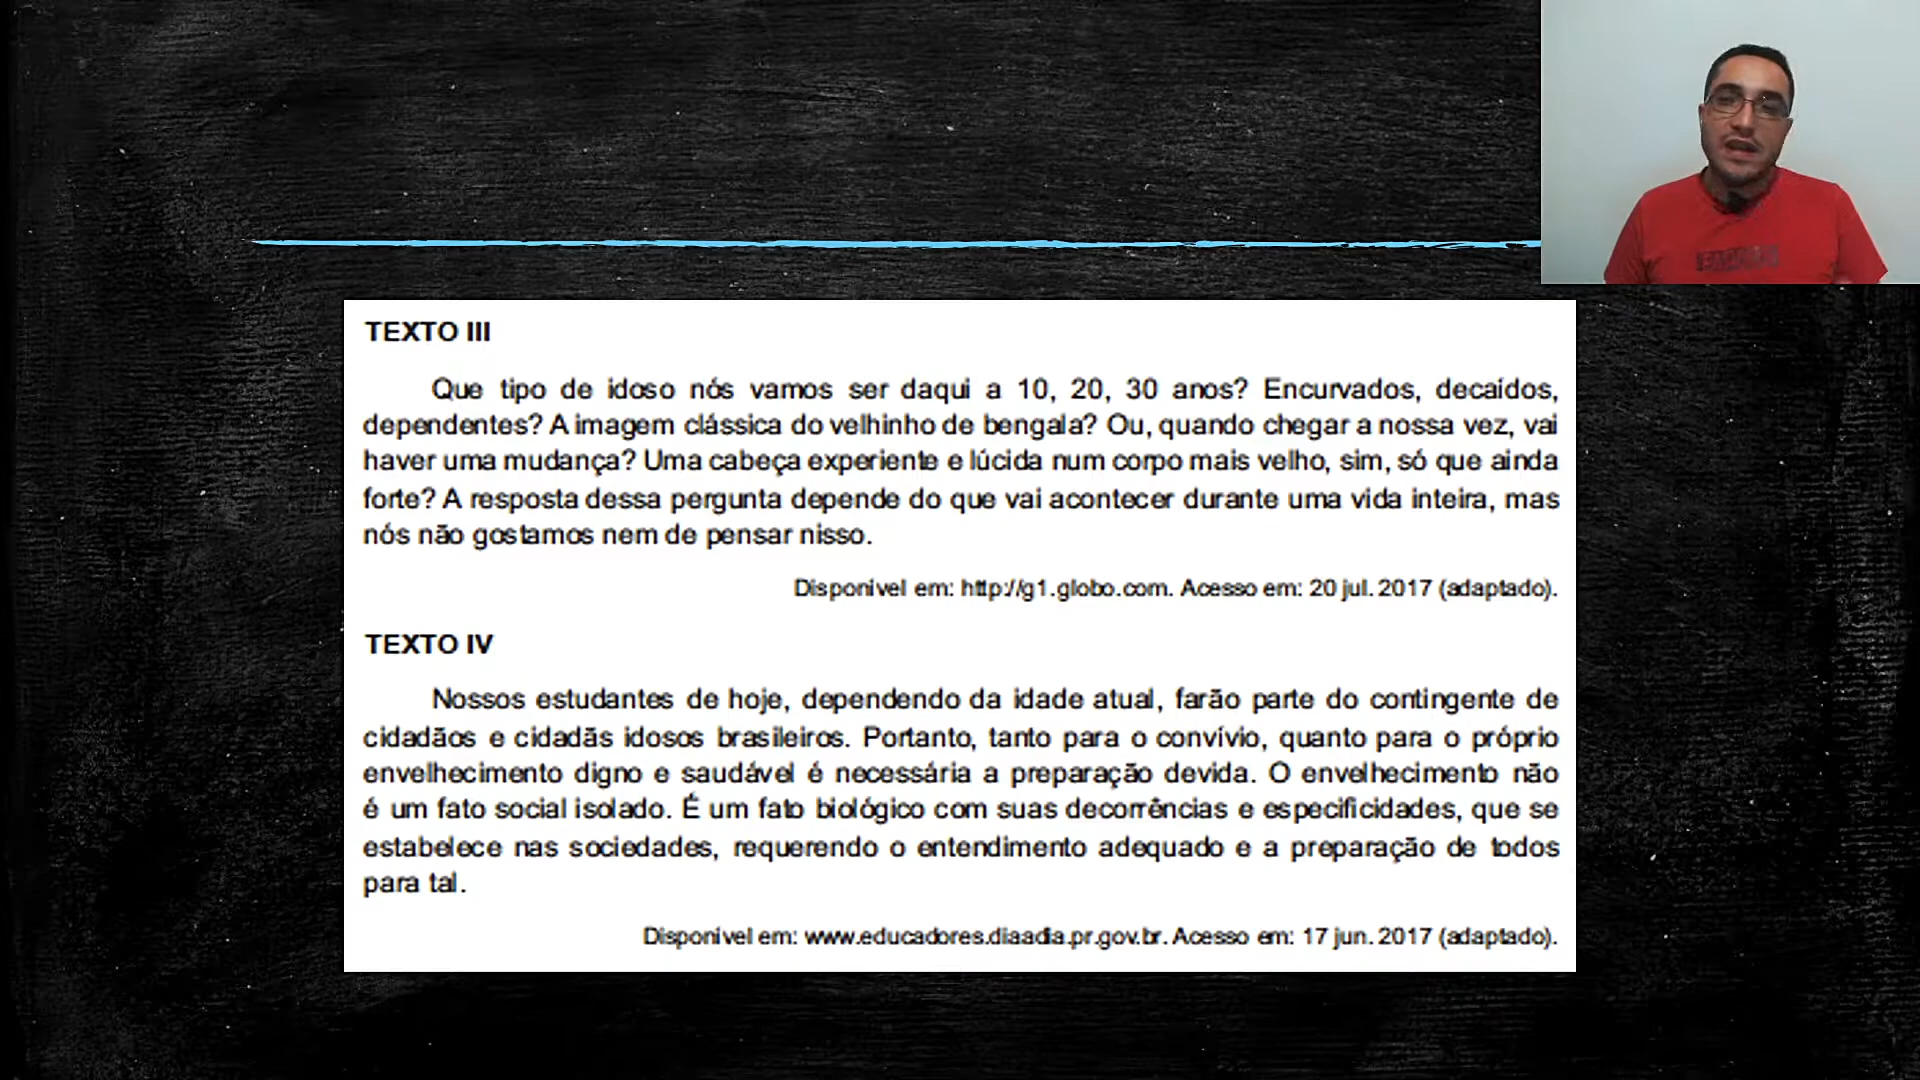 TEXTO III
Que tipo de idoso nós vamos ser daqui a 10, 20, 30 anos? Encurvados, decaídos,
dependentes? A imagem clássica do velhinho de bengala? Ou, quando chegar a nossa vez, vai
haver uma mudança? Uma cabeça experiente e lúcida num corpo mais velho, sim, só que ainda
forte? A resposta dessa pergunta depende do que vai acontecer durante uma vida inteira, mas
nós não gostamos nem de pensar nisso.
Disponível em: http://g1.globo.com. Acesso em: 20 jul. 2017 (adaptado).
TEXTO IV
Nossos estudantes de hoje, dependendo da idade atual, farão parte do contingente de
cidadãos e cidadãs idosos brasileiros. Portanto, tanto para o convívio, quanto para o próprio
envelhecimento digno e saudável é necessária a preparação devida. O envelhecimento não
é um fato social isolado. É um fato biológico com suas decorrências e especificidades, que se
estabelece nas sociedades, requerendo o entendimento adequado e a preparação de todos
para tal.
Disponível em: www.educadores.diaadia.pr.gov.br. Acesso em: 17 jun. 2017 (adaptado).